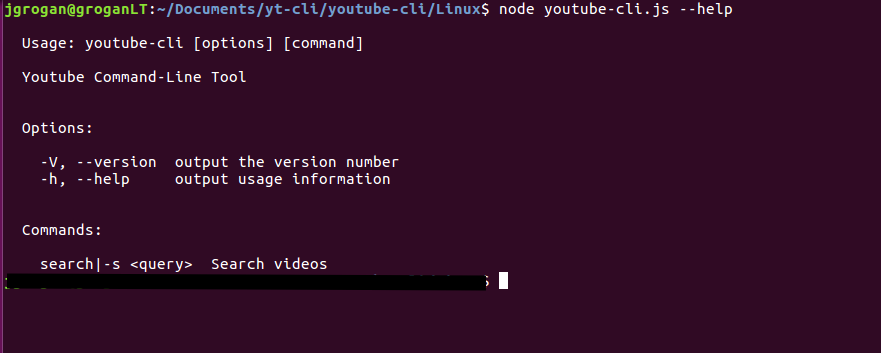 jgrogan@groganLT:~/Documents/yt-cli/youtube-cli/Linux$ node youtube-cli.js --help
Usage: youtube-cli [options] [command]
Youtube Command-Line Tool
Options:
-V, --version output the version number
-h, --help output usage information
Commands:
search|-s <query> Search videos
$